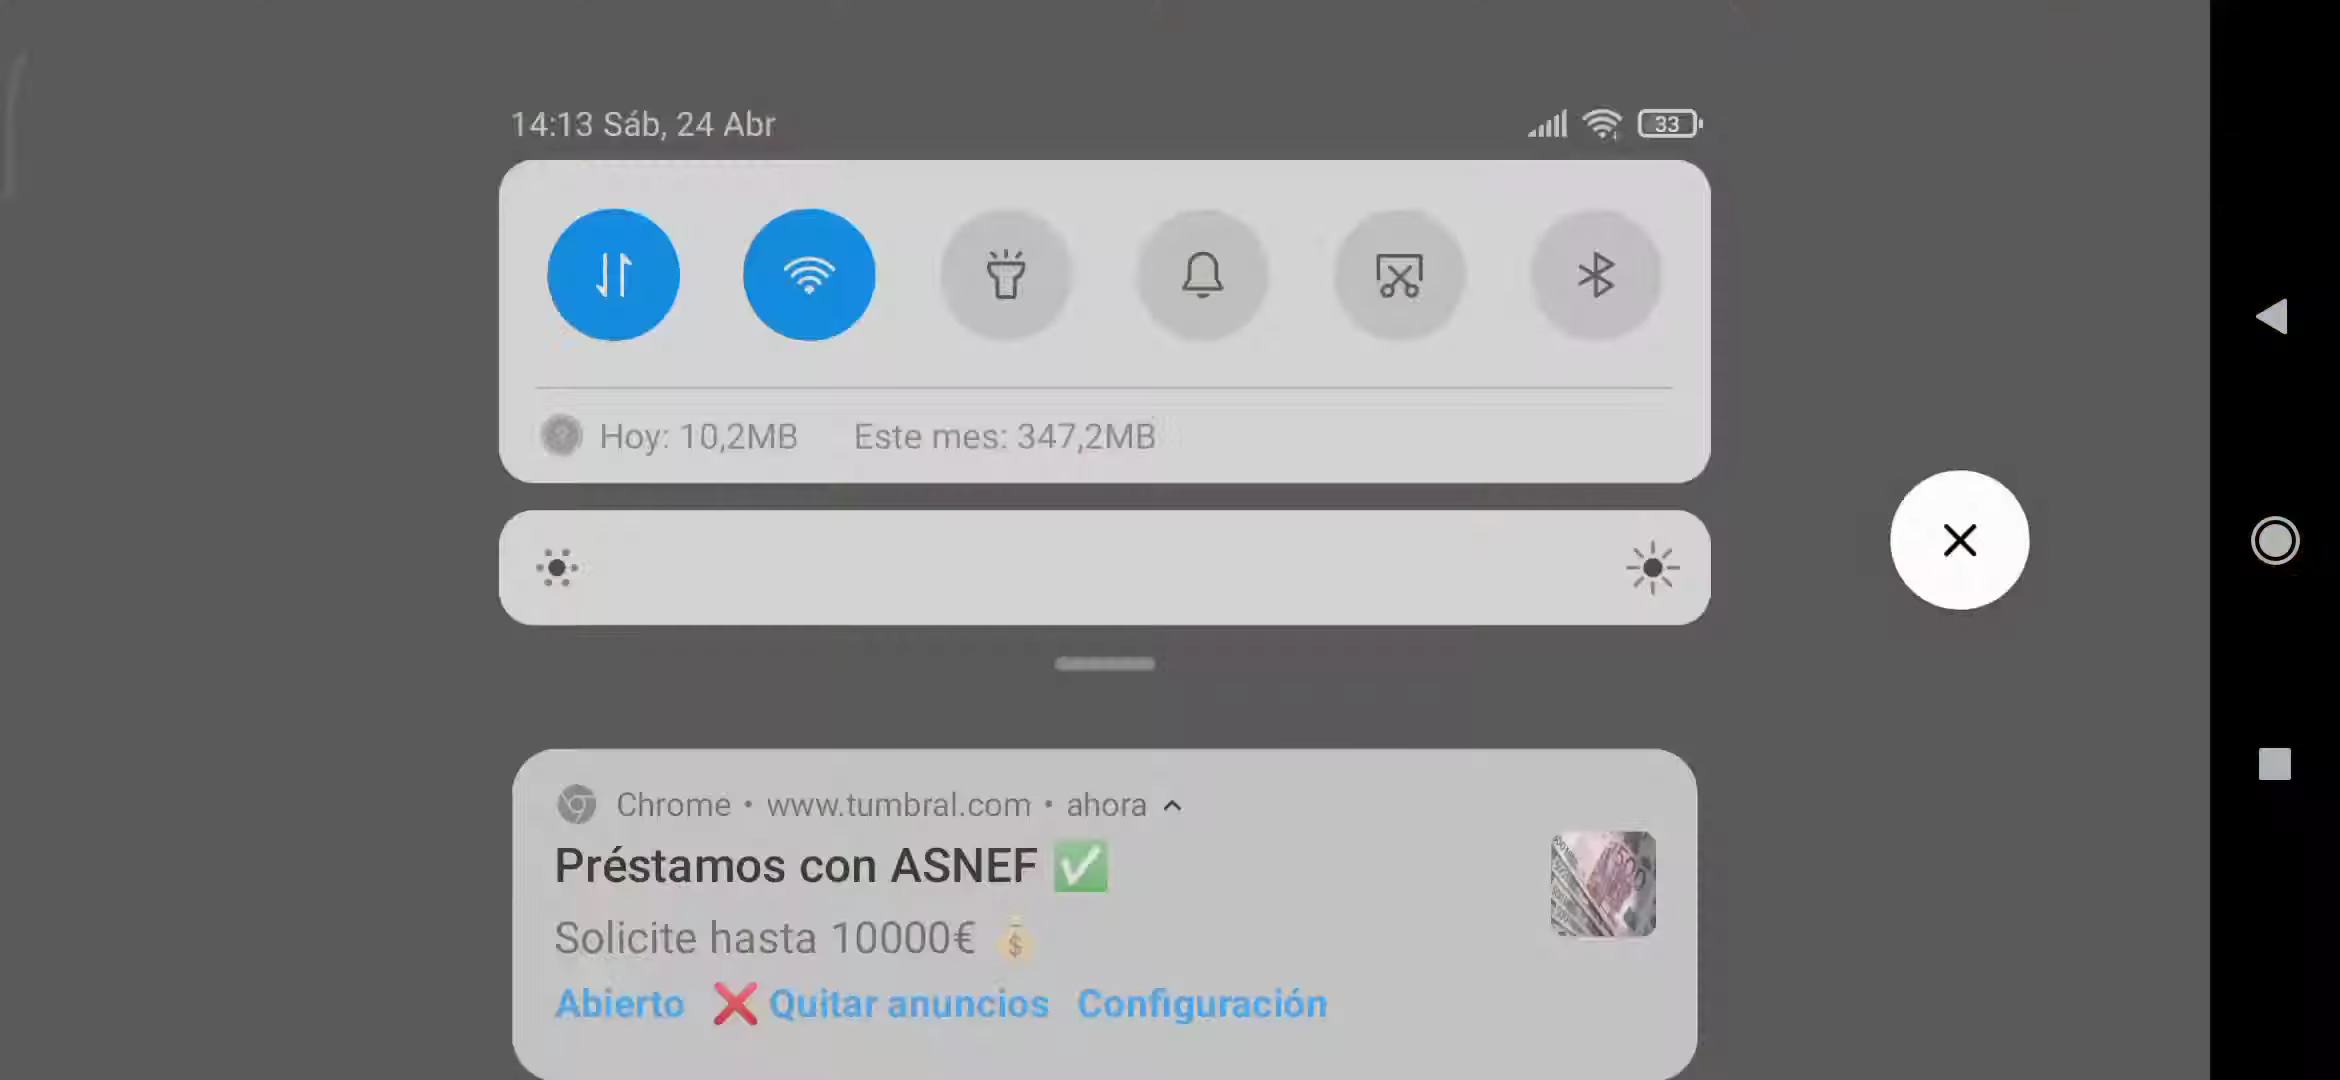 14:13 Sáb, 24 Abr
33
Hoy: 10,2MB Este mes: 347,2MB
Chrome • www.tumbral.com • ahora
Préstamos con ASNEF ✅
Solicite hasta 10000€ 💰
Abierto ❌ Quitar anuncios Configuración